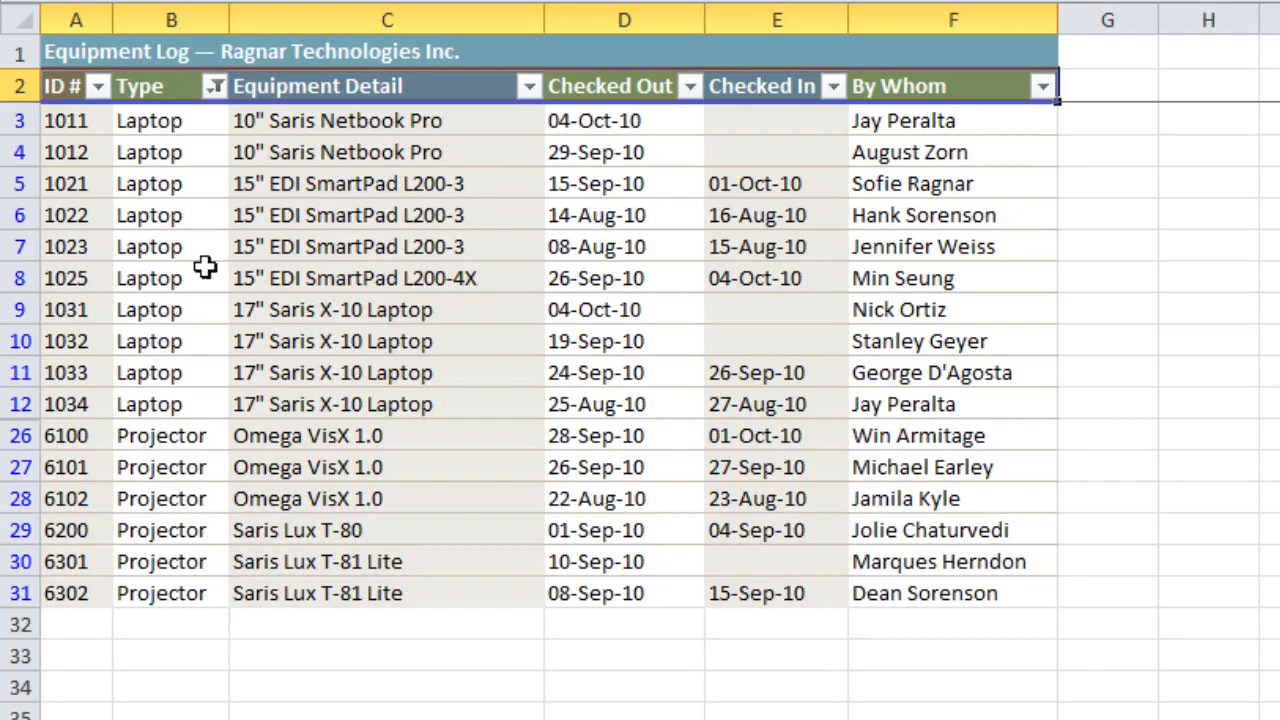 A B C D E F G H
1 Equipment Log — Ragnar Technologies Inc.
2 ID # Type Equipment Detail Checked Out Checked In By Whom
3 1011 Laptop 10" Saris Netbook Pro 04-Oct-10 Jay Peralta
4 1012 Laptop 10" Saris Netbook Pro 29-Sep-10 August Zorn
5 1021 Laptop 15" EDI SmartPad L200-3 15-Sep-10 01-Oct-10 Sofie Ragnar
6 1022 Laptop 15" EDI SmartPad L200-3 14-Aug-10 16-Aug-10 Hank Sorenson
7 1023 Laptop 15" EDI SmartPad L200-3 08-Aug-10 15-Aug-10 Jennifer Weiss
8 1025 Laptop 15" EDI SmartPad L200-4X 26-Sep-10 04-Oct-10 Min Seung
9 1031 Laptop 17" Saris X-10 Laptop 04-Oct-10 Nick Ortiz
10 1032 Laptop 17" Saris X-10 Laptop 19-Sep-10 Stanley Geyer
11 1033 Laptop 17" Saris X-10 Laptop 24-Sep-10 26-Sep-10 George D'Agosta
12 1034 Laptop 17" Saris X-10 Laptop 25-Aug-10 27-Aug-10 Jay Peralta
26 6100 Projector Omega VisX 1.0 28-Sep-10 01-Oct-10 Win Armitage
27 6101 Projector Omega VisX 1.0 26-Sep-10 27-Sep-10 Michael Earley
28 6102 Projector Omega VisX 1.0 22-Aug-10 23-Aug-10 Jamila Kyle
29 6200 Projector Saris Lux T-80 01-Sep-10 04-Sep-10 Jolie Chaturvedi
30 6301 Projector Saris Lux T-81 Lite 10-Sep-10 Marques Herndon
31 6302 Projector Saris Lux T-81 Lite 08-Sep-10 15-Sep-10 Dean Sorenson
32
33
34
35